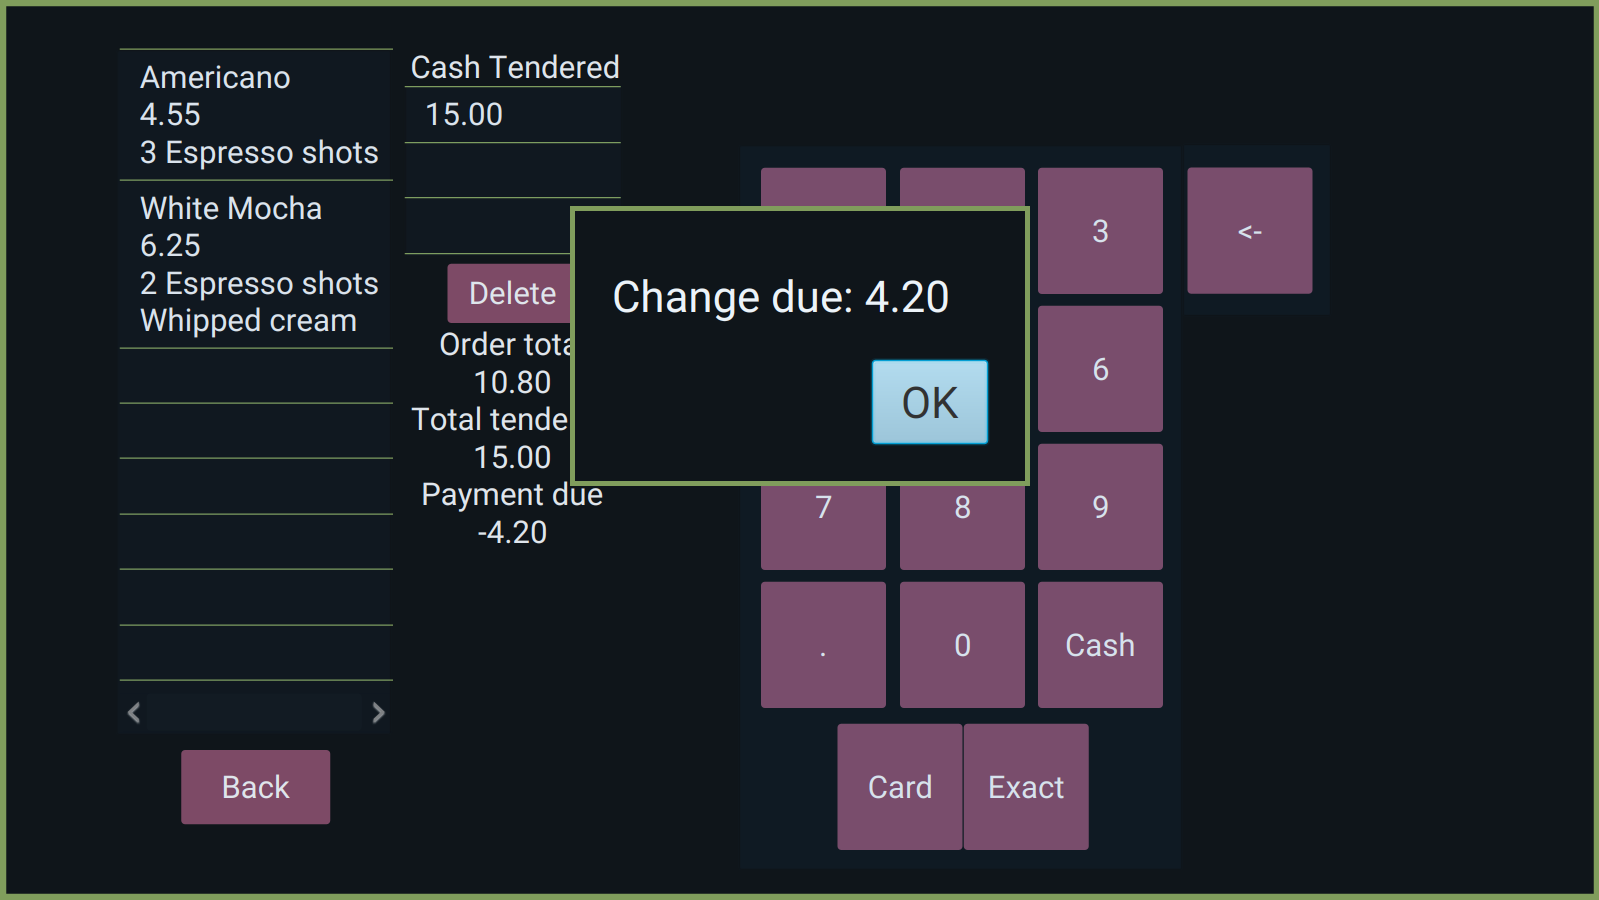 Americano
4.55
3 Espresso shots
White Mocha
6.25
2 Espresso shots
Whipped cream
Back
Cash Tendered
15.00
Delete
Order
10.80
Total
15.00
Payment due
-4.20
Change due: 4.20
OK
3
<-
6
7
8
9
.
0
Cash
Card
Exact